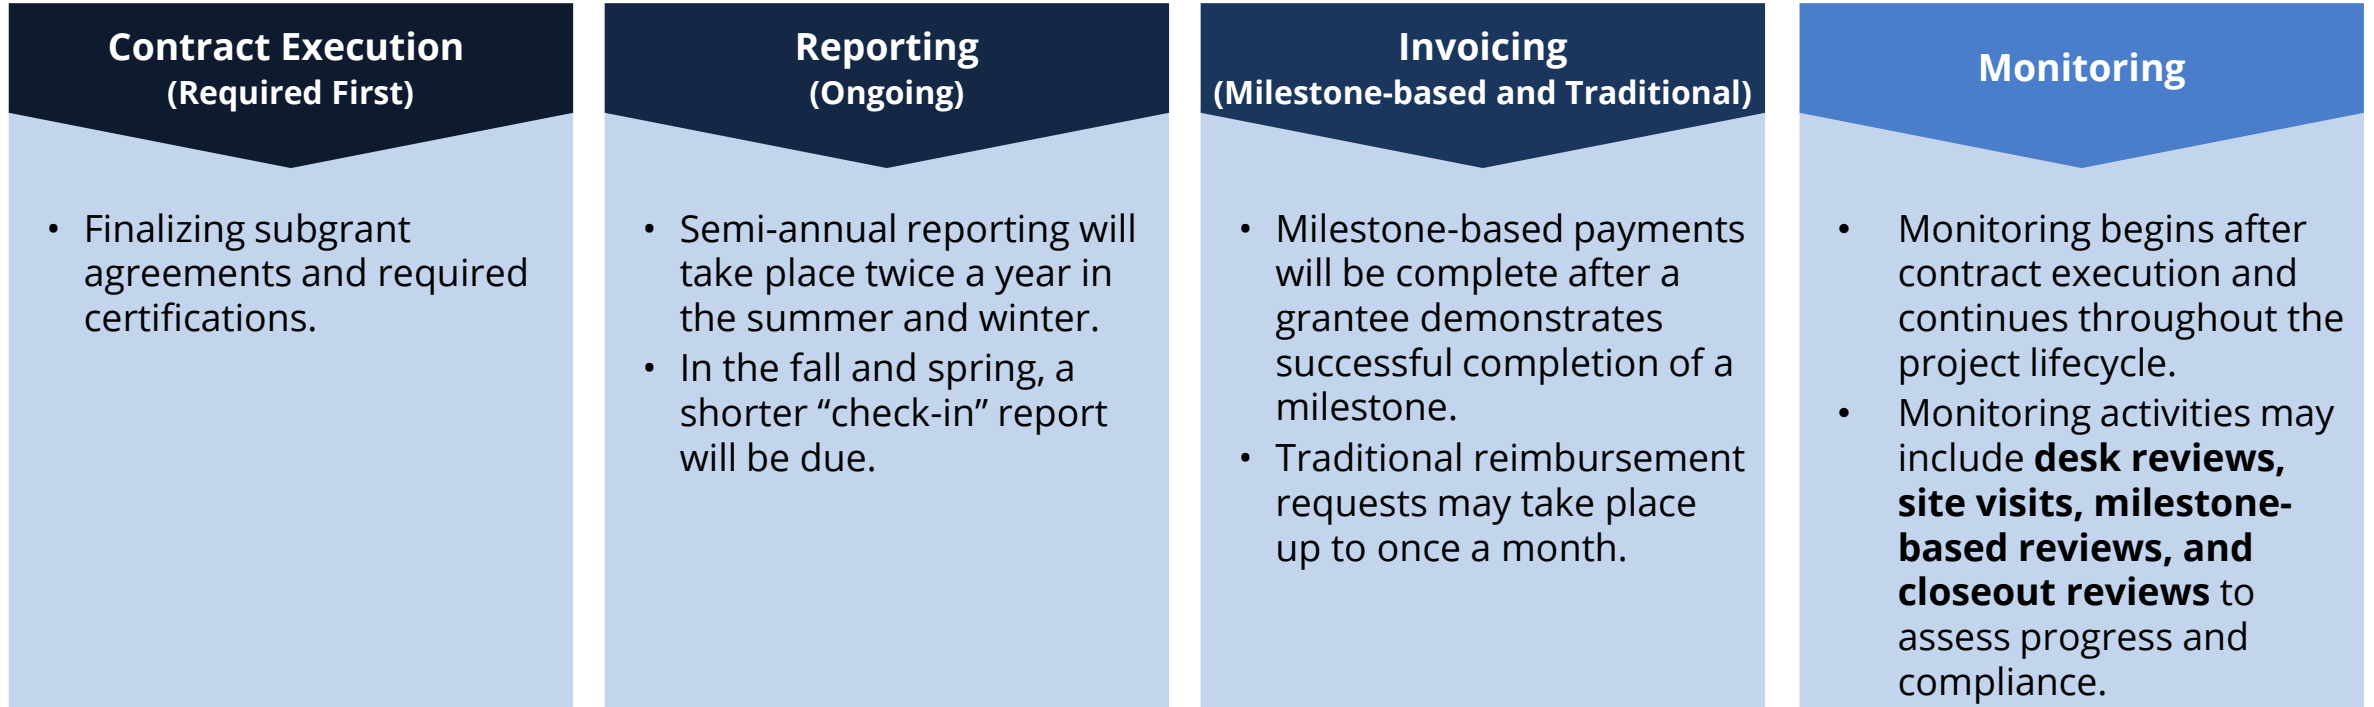 Contract Execution
(Required First)
• Finalizing subgrant
agreements and required
certifications.
Reporting
(Ongoing)
• Semi-annual reporting will
take place twice a year in
the summer and winter.
• In the fall and spring, a
shorter “check-in” report
will be due.
Invoicing
(Milestone-based and Traditional)
• Milestone-based payments
will be complete after a
grantee demonstrates
successful completion of a
milestone.
• Traditional reimbursement
requests may take place
up to once a month.
Monitoring
• Monitoring begins after
contract execution and
continues throughout the
project lifecycle.
• Monitoring activities may
include desk reviews,
site visits, milestone-
based reviews, and
closeout reviews to
assess progress and
compliance.